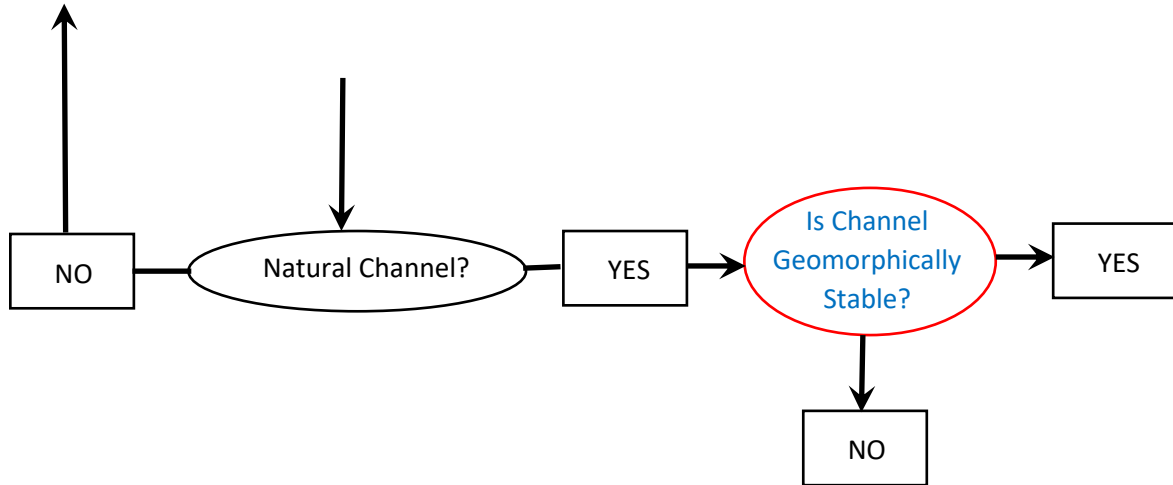 NO
Natural Channel?
YES
Is Channel
Geomorphically
Stable?
YES
NO